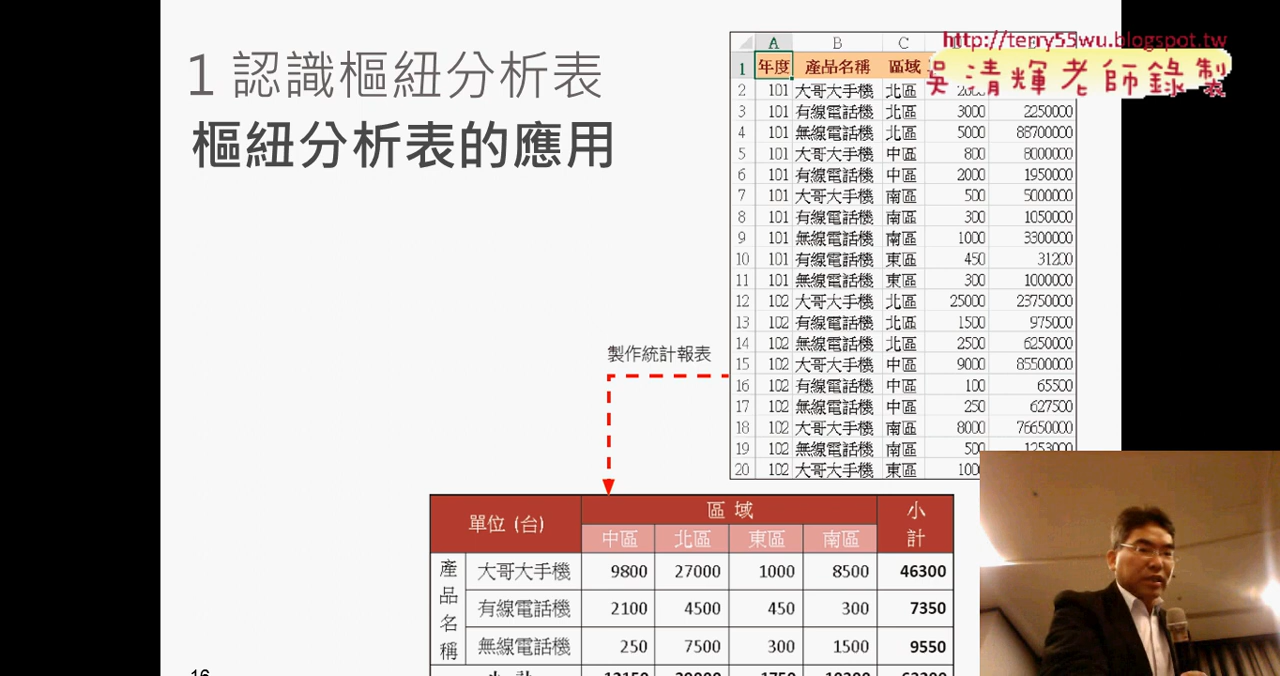 1 認識樞紐分析表
樞紐分析表的應用
http://terry55wu.blogspot.tw
吳清輝老師錄製
A B C
1 年度 產品名稱 區域
2 101 大哥大手機 北區
3 101 有線電話機 北區 3000 2250000
4 101 無線電話機 北區 5000 88700000
5 101 大哥大手機 中區 800 8000000
6 101 有線電話機 中區 2000 1950000
7 101 大哥大手機 南區 500 5000000
8 101 有線電話機 南區 300 1050000
9 101 無線電話機 南區 1000 3300000
10 101 有線電話機 東區 450 31200
11 101 無線電話機 東區 300 1000000
12 102 大哥大手機 北區 25000 23750000
13 102 有線電話機 北區 1500 975000
14 102 無線電話機 北區 2500 6250000
15 102 大哥大手機 中區 9000 85500000
16 102 有線電話機 中區 100 65500
17 102 無線電話機 中區 250 627500
18 102 大哥大手機 南區 8000 76650000
19 102 無線電話機 南區 500 1253000
20 102 大哥大手機 東區
製作統計報表
單位 (台) 區域 小計
中區 北區 東區 南區
產品名稱
大哥大手機 9800 27000 1000 8500 46300
有線電話機 2100 4500 450 300 7350
無線電話機 250 7500 300 1500 9550
16